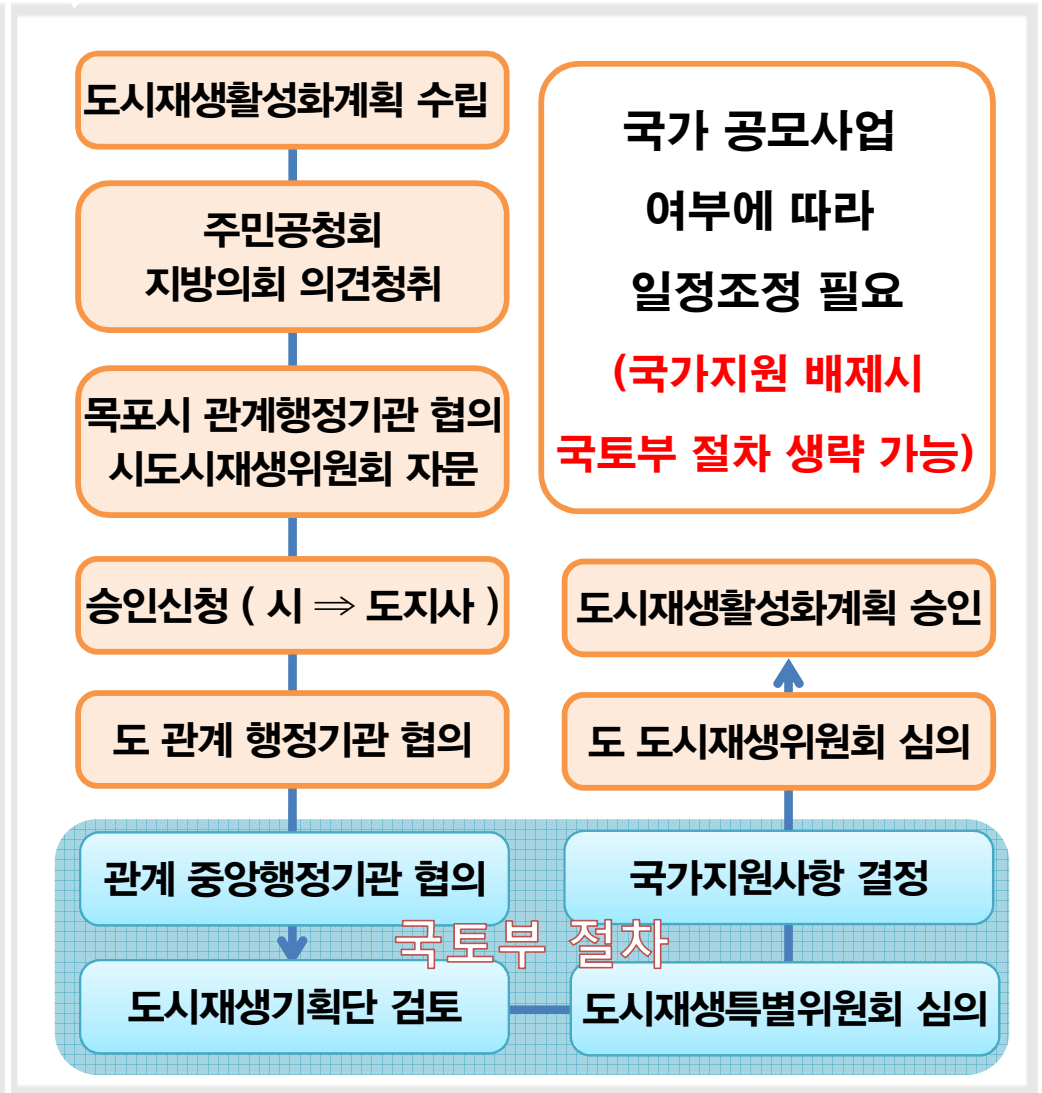 도시재생활성화계획 수립
주민공청회
지방의회 의견청취
목포시 관계행정기관 협의
시도시재생위원회 자문
승인신청 ( 시 ⇒ 도지사 )
도 관계 행정기관 협의
관계 중앙행정기관 협의
도시재생기획단 검토
국토부 절차
도시재생특별위원회 심의
국가지원사항 결정
도 도시재생위원회 심의
도시재생활성화계획 승인
국가 공모사업
여부에 따라
일정조정 필요
(국가지원 배제시
국토부 절차 생략 가능)